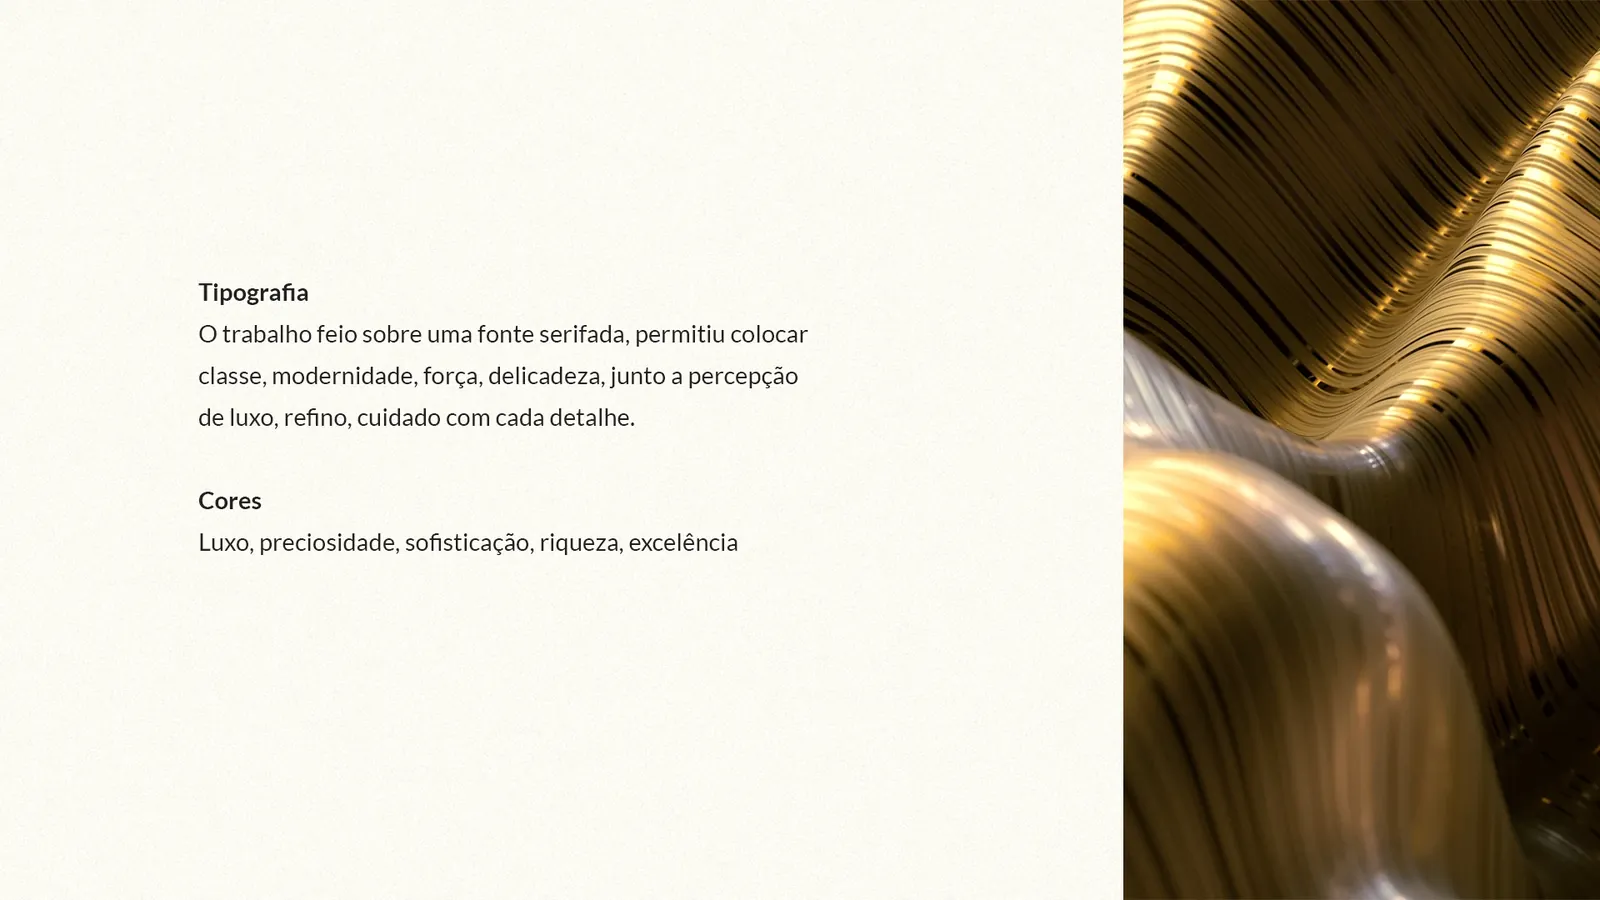 Tipografia
O trabalho feio sobre uma fonte serifada, permitiu colocar
classe, modernidade, força, delicadeza, junto a percepção
de luxo, refino, cuidado com cada detalhe.
Cores
Luxo, preciosidade, sofisticação, riqueza, excelência